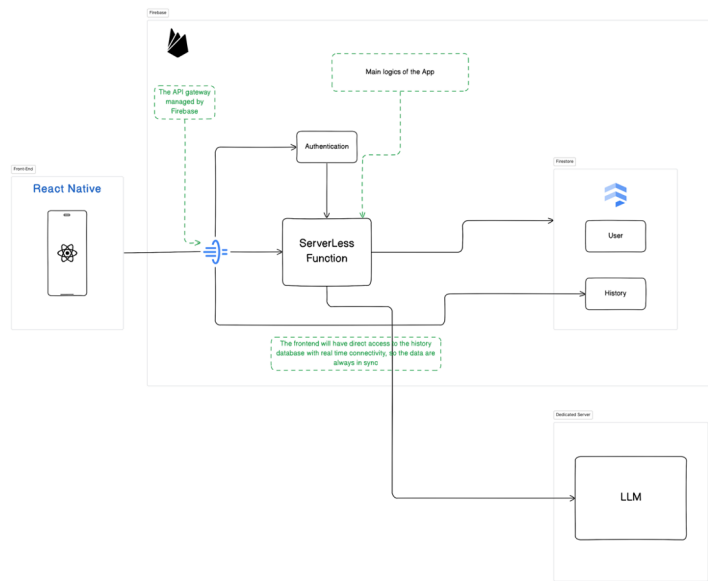 Firebase
The API gateway
managed by
Firebase
Main logics of the App
Authentication
Front-End
React Native
ServerLess
Function
Firestore
User
History
The frontend will have direct access to the history
database with real time connectivity, so the data are
always in sync
Dedicated Server
LLM